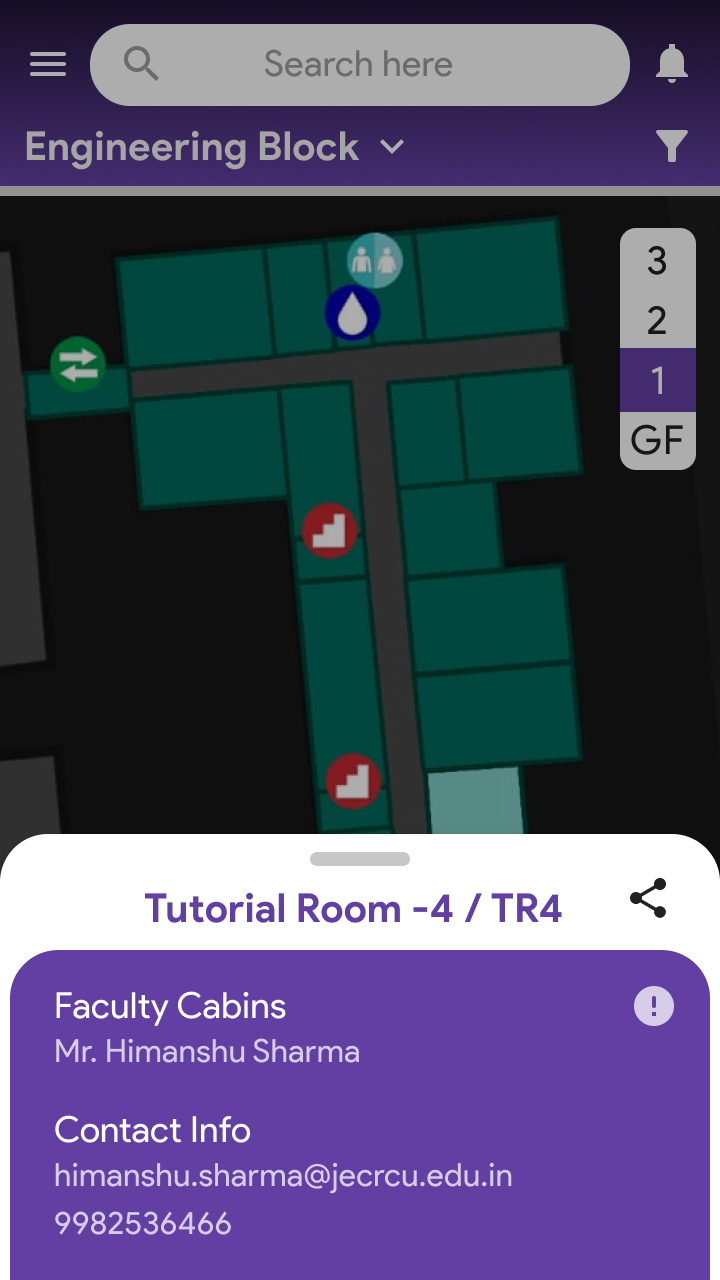 Search here
Engineering Block
3
2
1
GF
Tutorial Room -4 / TR4
Faculty Cabins
Mr. Himanshu Sharma
Contact Info
himanshu.sharma@jecrcu.edu.in
9982536466